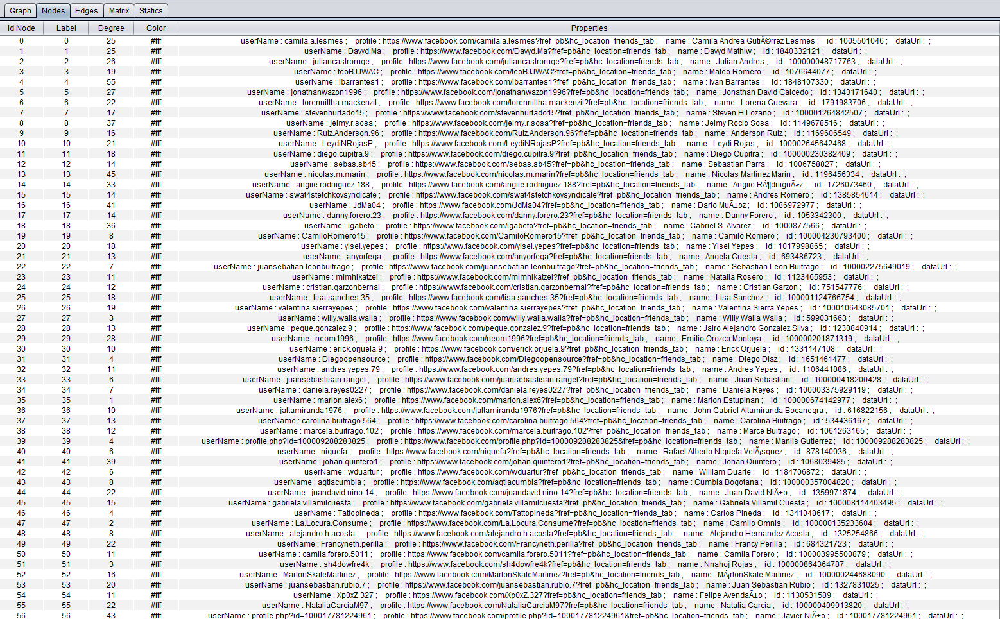 Graph Nodes Edges Matrix Statics
Id Node Label Degree Color Properties
0 0 25 #fff userName : camila.a.lesmes ; profile : https://www.facebook.com/camila.a.lesmes?fref=pb&hc_location=friends_tab ; name : Camila Andrea GutiÃ©rrez Lesmes ; id : 1005501046 ; dataUrl : ;
1 1 25 #fff userName : Davyd.Ma ; profile : https://www.facebook.com/Davyd.Ma?fref=pb&hc_location=friends_tab ; name : Davyd Mathiw ; id : 1840332121 ; dataUrl : ;
2 2 26 #fff userName : juliancastroruge ; profile : https://www.facebook.com/juliancastroruge?fref=pb&hc_location=friends_tab ; name : Julian Andres ; id : 100000048717763 ; dataUrl : ;
3 3 19 #fff userName : teoBJJWAC ; profile : https://www.facebook.com/teoBJJWAC?fref=pb&hc_location=friends_tab ; name : Mateo Romero ; id : 1076644077 ; dataUrl : ;
4 4 55 #fff userName : ibarrantes1 ; profile : https://www.facebook.com/ibarrantes1?fref=pb&hc_location=friends_tab ; name : Ivan Barrantes ; id : 1848107330 ; dataUrl : ;
5 5 27 #fff userName : jonathanwazon1996 ; profile : https://www.facebook.com/jonathanwazon1996?fref=pb&hc_location=friends_tab ; name : Jonathan David Caicedo ; id : 1343171640 ; dataUrl : ;
6 6 22 #fff userName : lorennittha.mackenzil ; profile : https://www.facebook.com/lorennittha.mackenzil?fref=pb&hc_location=friends_tab ; name : Lorena Guevara ; id : 1791983706 ; dataUrl : ;
7 7 17 #fff userName : stevenhurtado15 ; profile : https://www.facebook.com/stevenhurtado15?fref=pb&hc_location=friends_tab ; name : Steven H Lozano ; id : 100001264842507 ; dataUrl : ;
8 8 37 #fff userName : jeimy.r.sosa ; profile : https://www.facebook.com/jeimy.r.sosa?fref=pb&hc_location=friends_tab ; name : Jeimy Rocio Sosa ; id : 1149678516 ; dataUrl : ;
9 9 16 #fff userName : Ruiz.Anderson.96 ; profile : https://www.facebook.com/Ruiz.Anderson.96?fref=pb&hc_location=friends_tab ; name : Anderson Ruiz ; id : 1169606549 ; dataUrl : ;
10 10 21 #fff userName : LeydiNRojasP ; profile : https://www.facebook.com/LeydiNRojasP?fref=pb&hc_location=friends_tab ; name : Leydi Rojas ; id : 100002645642468 ; dataUrl : ;
11 11 18 #fff userName : diego.cupitra.9 ; profile : https://www.facebook.com/diego.cupitra.9?fref=pb&hc_location=friends_tab ; name : Diego Cupitra ; id : 100000230382409 ; dataUrl : ;
12 12 14 #fff userName : sebas.sb45 ; profile : https://www.facebook.com/sebas.sb45?fref=pb&hc_location=friends_tab ; name : Sebastian Parra ; id : 1006758827 ; dataUrl : ;
13 13 45 #fff userName : nicolas.m.marin ; profile : https://www.facebook.com/nicolas.m.marin?fref=pb&hc_location=friends_tab ; name : Nicolas Martinez Marin ; id : 1196456334 ; dataUrl : ;
14 14 33 #fff userName : angiie.rodriiguez.188 ; profile : https://www.facebook.com/angiie.rodriiguez.188?fref=pb&hc_location=friends_tab ; name : Angiie RÃ¶driiguÃ«z ; id : 1726073460 ; dataUrl : ;
15 15 14 #fff userName : swat4stetchkovsyndicate ; profile : https://www.facebook.com/swat4stetchkovsyndicate?fref=pb&hc_location=friends_tab ; name : Andres Romero ; id : 1385854614 ; dataUrl : ;
16 16 41 #fff userName : JdMa04 ; profile : https://www.facebook.com/JdMa04?fref=pb&hc_location=friends_tab ; name : Dario MuÃ±oz ; id : 1086972977 ; dataUrl : ;
17 17 14 #fff userName : danny.forero.23 ; profile : https://www.facebook.com/danny.forero.23?fref=pb&hc_location=friends_tab ; name : Danny Forero ; id : 1053342300 ; dataUrl : ;
18 18 36 #fff userName : igabeto ; profile : https://www.facebook.com/igabeto?fref=pb&hc_location=friends_tab ; name : Gabriel S. Alvarez ; id : 1000877566 ; dataUrl : ;
19 19 8 #fff userName : CamiloRomero15 ; profile : https://www.facebook.com/CamiloRomero15?fref=pb&hc_location=friends_tab ; name : Camilo Romero ; id : 100004230793400 ; dataUrl : ;
20 20 18 #fff userName : yisel.yepes ; profile : https://www.facebook.com/yisel.yepes?fref=pb&hc_location=friends_tab ; name : Yisel Yepes ; id : 1017998865 ; dataUrl : ;
21 21 13 #fff userName : anyorfega ; profile : https://www.facebook.com/anyorfega?fref=pb&hc_location=friends_tab ; name : Angela Cuesta ; id : 693486723 ; dataUrl : ;
22 22 7 #fff userName : juansebatian.leonbuitrago ; profile : https://www.facebook.com/juansebatian.leonbuitrago?fref=pb&hc_location=friends_tab ; name : Sebastian Leon Buitrago ; id : 100002275649019 ; dataUrl : ;
23 23 11 #fff userName : mimhikatzel ; profile : https://www.facebook.com/mimhikatzel?fref=pb&hc_location=friends_tab ; name : Natalia Rosero ; id : 1123465953 ; dataUrl : ;
24 24 12 #fff userName : cristian.garzonbernal ; profile : https://www.facebook.com/cristian.garzonbernal?fref=pb&hc_location=friends_tab ; name : Cristian Garzon ; id : 751547776 ; dataUrl : ;
25 25 18 #fff userName : lisa.sanches.35 ; profile : https://www.facebook.com/lisa.sanches.35?fref=pb&hc_location=friends_tab ; name : Lisa Sanchez ; id : 100001124766754 ; dataUrl : ;
26 26 19 #fff userName : valentina.sierrayepes ; profile : https://www.facebook.com/valentina.sierrayepes?fref=pb&hc_location=friends_tab ; name : Valentina Sierra Yepes ; id : 100010643085701 ; dataUrl : ;
27 27 3 #fff userName : willy.walla.walla ; profile : https://www.facebook.com/willy.walla.walla?fref=pb&hc_location=friends_tab ; name : Willy Walla Walla ; id : 599031663 ; dataUrl : ;
28 28 13 #fff userName : peque.gonzalez.9 ; profile : https://www.facebook.com/peque.gonzalez.9?fref=pb&hc_location=friends_tab ; name : Jairo Alejandro Gonzalez Silva ; id : 1230840914 ; dataUrl : ;
29 29 28 #fff userName : neom1996 ; profile : https://www.facebook.com/neom1996?fref=pb&hc_location=friends_tab ; name : Emilio Orozco Montoya ; id : 100000201871319 ; dataUrl : ;
30 30 10 #fff userName : erick.orjuela.9 ; profile : https://www.facebook.com/erick.orjuela.9?fref=pb&hc_location=friends_tab ; name : Erick Orjuela ; id : 1331147108 ; dataUrl : ;
31 31 4 #fff userName : Diegoopensource ; profile : https://www.facebook.com/Diegoopensource?fref=pb&hc_location=friends_tab ; name : Diego Diaz ; id : 1651461477 ; dataUrl : ;
32 32 11 #fff userName : andres.yepes.79 ; profile : https://www.facebook.com/andres.yepes.79?fref=pb&hc_location=friends_tab ; name : Andres Yepes ; id : 1106441886 ; dataUrl : ;
33 33 6 #fff userName : juansebastisan.rangel ; profile : https://www.facebook.com/juansebastisan.rangel?fref=pb&hc_location=friends_tab ; name : Juan Sebastian ; id : 100000418200428 ; dataUrl : ;
34 34 7 #fff userName : daniela.reyes0227 ; profile : https://www.facebook.com/daniela.reyes0227?fref=pb&hc_location=friends_tab ; name : Daniela Reyes ; id : 100003375929119 ; dataUrl : ;
35 35 1 #fff userName : marlon.alex6 ; profile : https://www.facebook.com/marlon.alex6?fref=pb&hc_location=friends_tab ; name : Marlon Estupinan ; id : 100000674142977 ; dataUrl : ;
36 36 10 #fff userName : jaltamiranda1976 ; profile : https://www.facebook.com/jaltamiranda1976?fref=pb&hc_location=friends_tab ; name : John Gabriel Altamiranda Bocanegra ; id : 616822156 ; dataUrl : ;
37 37 13 #fff userName : carolina.buitrago.564 ; profile : https://www.facebook.com/carolina.buitrago.564?fref=pb&hc_location=friends_tab ; name : Carolina Buitrago ; id : 534436167 ; dataUrl : ;
38 38 12 #fff userName : marcela.buitrago.102 ; profile : https://www.facebook.com/marcela.buitrago.102?fref=pb&hc_location=friends_tab ; name : Marce Buitrago ; id : 1061263165 ; dataUrl : ;
39 39 4 #fff userName : profile.php?id=100009288283825 ; profile : https://www.facebook.com/profile.php?id=100009288283825&fref=pb&hc_location=friends_tab ; name : Maniis Gutierrez ; id : 100009288283825 ; dataUrl : ;
40 40 6 #fff userName : niquefa ; profile : https://www.facebook.com/niquefa?fref=pb&hc_location=friends_tab ; name : Rafael Alberto Niquefa VelÃ¡squez ; id : 878140036 ; dataUrl : ;
41 41 39 #fff userName : johan.quintero1 ; profile : https://www.facebook.com/johan.quintero1?fref=pb&hc_location=friends_tab ; name : Johan Quintero ; id : 1068039485 ; dataUrl : ;
42 42 6 #fff userName : wduartur ; profile : https://www.facebook.com/wduartur?fref=pb&hc_location=friends_tab ; name : William Duarte ; id : 1184706872 ; dataUrl : ;
43 43 8 #fff userName : agtlacumbia ; profile : https://www.facebook.com/agtlacumbia?fref=pb&hc_location=friends_tab ; name : Cumbia Bogotana ; id : 100000357004820 ; dataUrl : ;
44 44 22 #fff userName : juandavid.nino.14 ; profile : https://www.facebook.com/juandavid.nino.14?fref=pb&hc_location=friends_tab ; name : Juan David NiÃ±o ; id : 1359971874 ; dataUrl : ;
45 45 15 #fff userName : gabriela.villamilcuesta ; profile : https://www.facebook.com/gabriela.villamilcuesta?fref=pb&hc_location=friends_tab ; name : Gabriela Villamil Cuesta ; id : 100008114403495 ; dataUrl : ;
46 46 4 #fff userName : Tattopineda ; profile : https://www.facebook.com/Tattopineda?fref=pb&hc_location=friends_tab ; name : Carlos Pineda ; id : 1341048617 ; dataUrl : ;
47 47 2 #fff userName : La.Locura.Consume ; profile : https://www.facebook.com/La.Locura.Consume?fref=pb&hc_location=friends_tab ; name : Camilo Omnis ; id : 100000135233604 ; dataUrl : ;
48 48 8 #fff userName : alejandro.h.acosta ; profile : https://www.facebook.com/alejandro.h.acosta?fref=pb&hc_location=friends_tab ; name : Alejandro Hernandez Acosta ; id : 1325254866 ; dataUrl : ;
49 49 22 #fff userName : Francyneth.perilla ; profile : https://www.facebook.com/Francyneth.perilla?fref=pb&hc_location=friends_tab ; name : Francy Perilla ; id : 684321723 ; dataUrl : ;
50 50 11 #fff userName : camila.forero.5011 ; profile : https://www.facebook.com/camila.forero.5011?fref=pb&hc_location=friends_tab ; name : Camila Forero ; id : 100003995500879 ; dataUrl : ;
51 51 3 #fff userName : sh4dowfre4k ; profile : https://www.facebook.com/sh4dowfre4k?fref=pb&hc_location=friends_tab ; name : Nnahoj Rojas ; id : 100000864364787 ; dataUrl : ;
52 52 16 #fff userName : MarlonSkateMartinez ; profile : https://www.facebook.com/MarlonSkateMartinez?fref=pb&hc_location=friends_tab ; name : MÃ¡rlonSkate Martinez ; id : 100000244688090 ; dataUrl : ;
53 53 20 #fff userName : juansebastian.rubio.7 ; profile : https://www.facebook.com/juansebastian.rubio.7?fref=pb&hc_location=friends_tab ; name : Juan Sebastian Rubio ; id : 1327831025 ; dataUrl : ;
54 54 11 #fff userName : Xp0xZ.327 ; profile : https://www.facebook.com/Xp0xZ.327?fref=pb&hc_location=friends_tab ; name : Felipe AvendaÃ±o ; id : 1130531589 ; dataUrl : ;
55 55 22 #fff userName : NataliaGarciaM97 ; profile : https://www.facebook.com/NataliaGarciaM97?fref=pb&hc_location=friends_tab ; name : Natalia Garcia ; id : 100000409013820 ; dataUrl : ;
56 56 43 #fff userName : profile.php?id=100017781224961 ; profile : https://www.facebook.com/profile.php?id=100017781224961&fref=pb&hc_location=friends_tab ; name : Javier NiÃ±o ; id : 100017781224961 ; dataUrl : ;